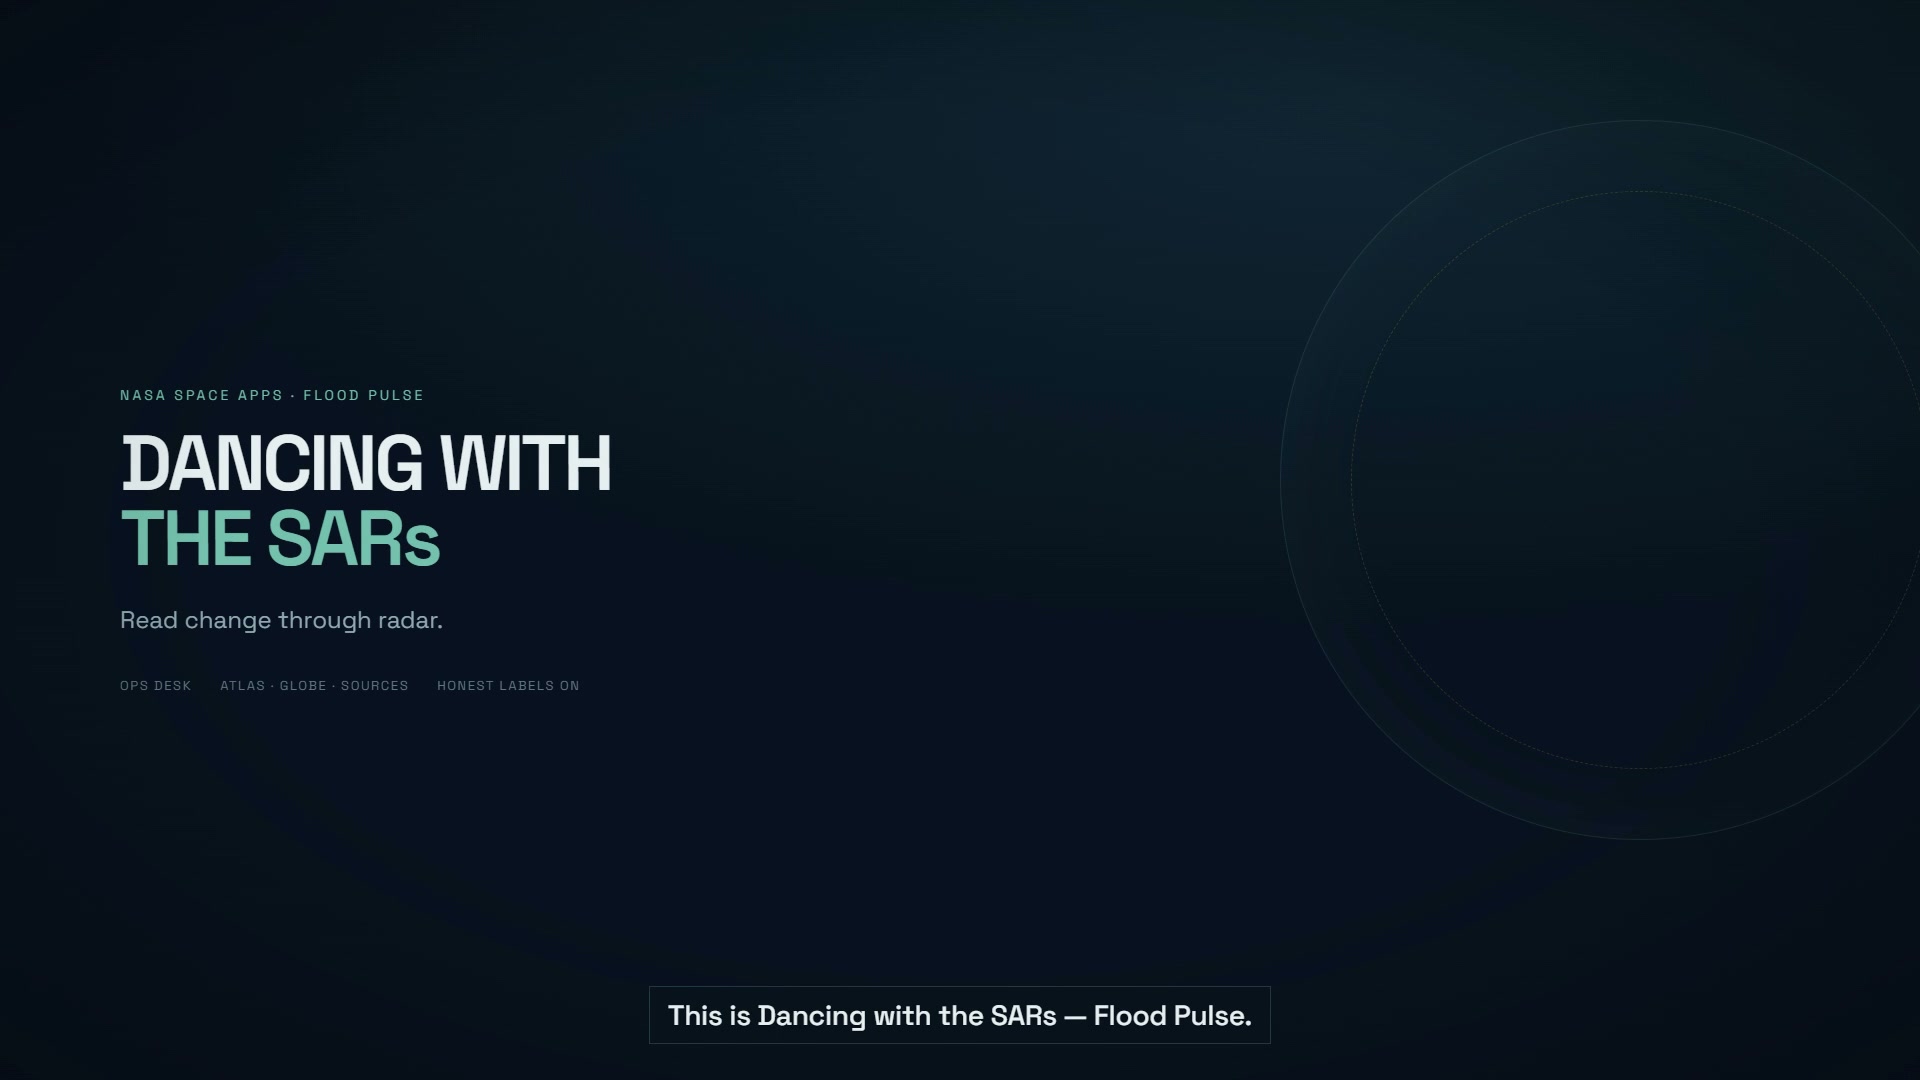 NASA SPACE APPS · FLOOD PULSE
DANCING WITH
THE SARs
Read change through radar.
OPS DESK ATLAS · GLOBE · SOURCES HONEST LABELS ON
This is Dancing with the SARs — Flood Pulse.